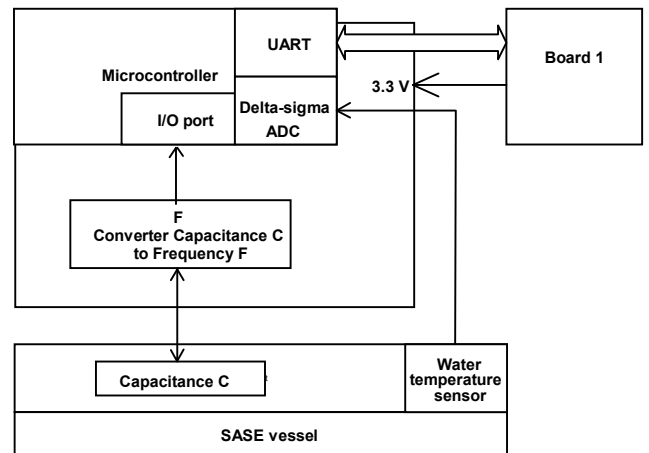 UART
Board 1
Microcontroller
3.3 V
I/O port
Delta-sigma
ADC
F
Converter Capacitance C
to Frequency F
Capacitance C
Water
temperature
sensor
SASE vessel